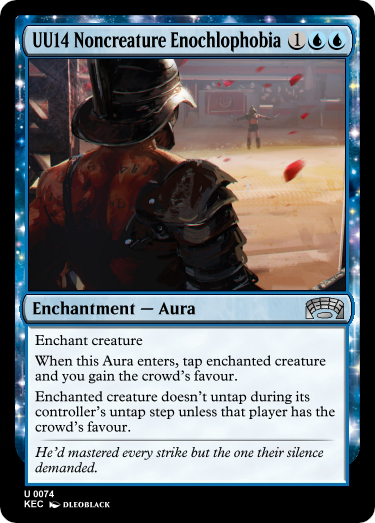 UU14 Noncreature Enochlophobia 1
Enchantment — Aura
Enchant creature
When this Aura enters, tap enchanted creature
and you gain the crowd's favour.
Enchanted creature doesn't untap during its
controller's untap step unless that player has the
crowd's favour.
He'd mastered every strike but the one their silence
demanded.
U 0074
KEC DLEOBLACK